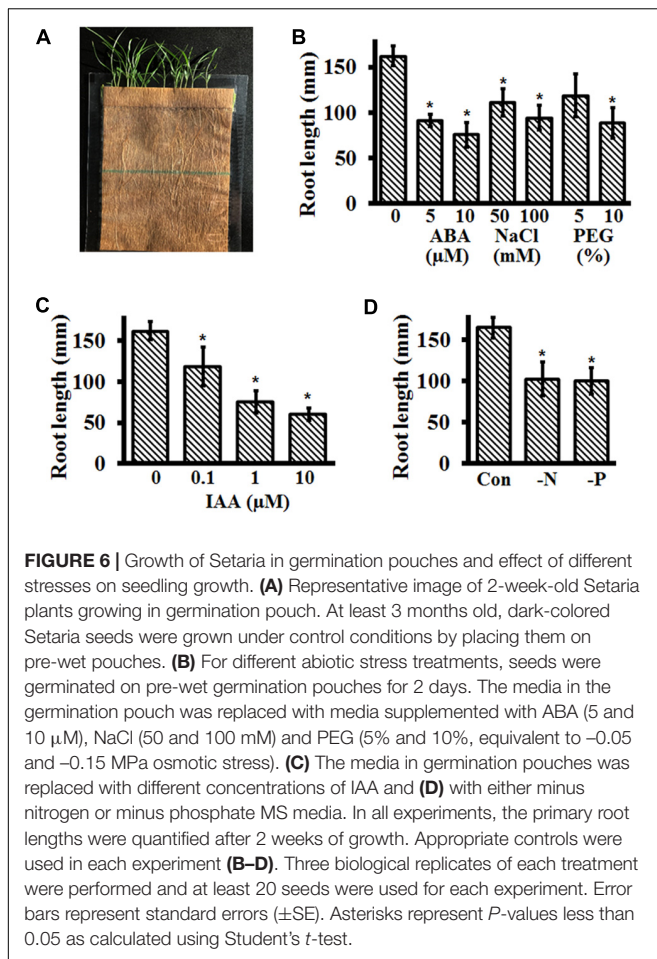 A
B
Root length (mm)
150
100
50
0
*
*
*
*
*
0 5 10 50 100 5 10
ABA NaCl PEG
(µM) (mM) (%)
C
Root length (mm)
150
100
50
0
*
*
*
0 0.1 1 10
IAA (µM)
D
Root length (mm)
150
100
50
0
*
*
Con -N -P
FIGURE 6 | Growth of Setaria in germination pouches and effect of different
stresses on seedling growth. (A) Representative image of 2-week-old Setaria
plants growing in germination pouch. At least 3 months old, dark-colored
Setaria seeds were grown under control conditions by placing them on
pre-wet pouches. (B) For different abiotic stress treatments, seeds were
germinated on pre-wet germination pouches for 2 days. The media in the
germination pouch was replaced with media supplemented with ABA (5 and
10 µM), NaCl (50 and 100 mM) and PEG (5% and 10%, equivalent to –0.05
and –0.15 MPa osmotic stress). (C) The media in germination pouches was
replaced with different concentrations of IAA and (D) with either minus
nitrogen or minus phosphate MS media. In all experiments, the primary root
lengths were quantified after 2 weeks of growth. Appropriate controls were
used in each experiment (B–D). Three biological replicates of each treatment
were performed and at least 20 seeds were used for each experiment. Error
bars represent standard errors (±SE). Asterisks represent P-values less than
0.05 as calculated using Student's t-test.